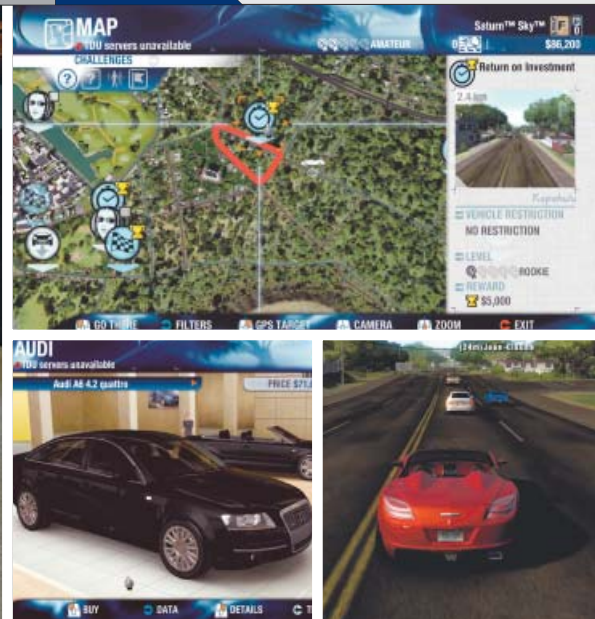 MAP
TDU servers unavailable
AMATEUR
Saturn™ Sky™
F
$86,200
CHALLENGES
Return on Investment
2.4 km
Kapahulu
VEHICLE RESTRICTION
NO RESTRICTION
LEVEL
ROOKIE
REWARD
$5,000
GO THERE
FILTERS
GPS TARGET
CAMERA
ZOOM
EXIT
AUDI
TDU servers unavailable
Audi A6 4.2 quattro
PRICE
BUY
DATA
DETAILS